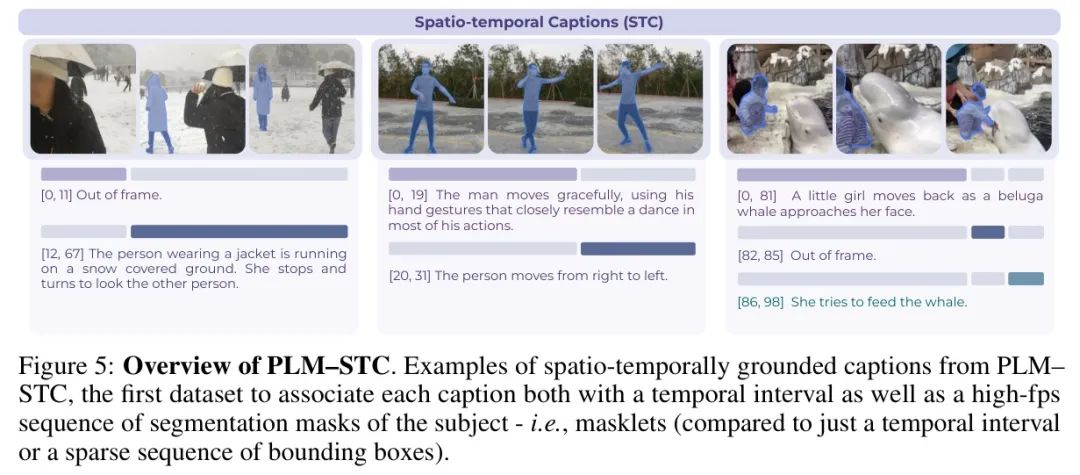 Spatio-temporal Captions (STC)
[0, 11] Out of frame.
[12, 67] The person wearing a jacket is running
on a snow covered ground. She stops and
turns to look the other person.
[0, 19] The man moves gracefully, using his
hand gestures that closely resemble a dance in
most of his actions.
[20, 31] The person moves from right to left.
[0, 81] A little girl moves back as a beluga
whale approaches her face.
[82, 85] Out of frame.
[86, 98] She tries to feed the whale.
Figure 5: Overview of PLM–STC. Examples of spatio-temporally grounded captions from PLM–
STC, the first dataset to associate each caption both with a temporal interval as well as a high-fps
sequence of segmentation masks of the subject - i.e., masklets (compared to just a temporal interval
or a sparse sequence of bounding boxes).